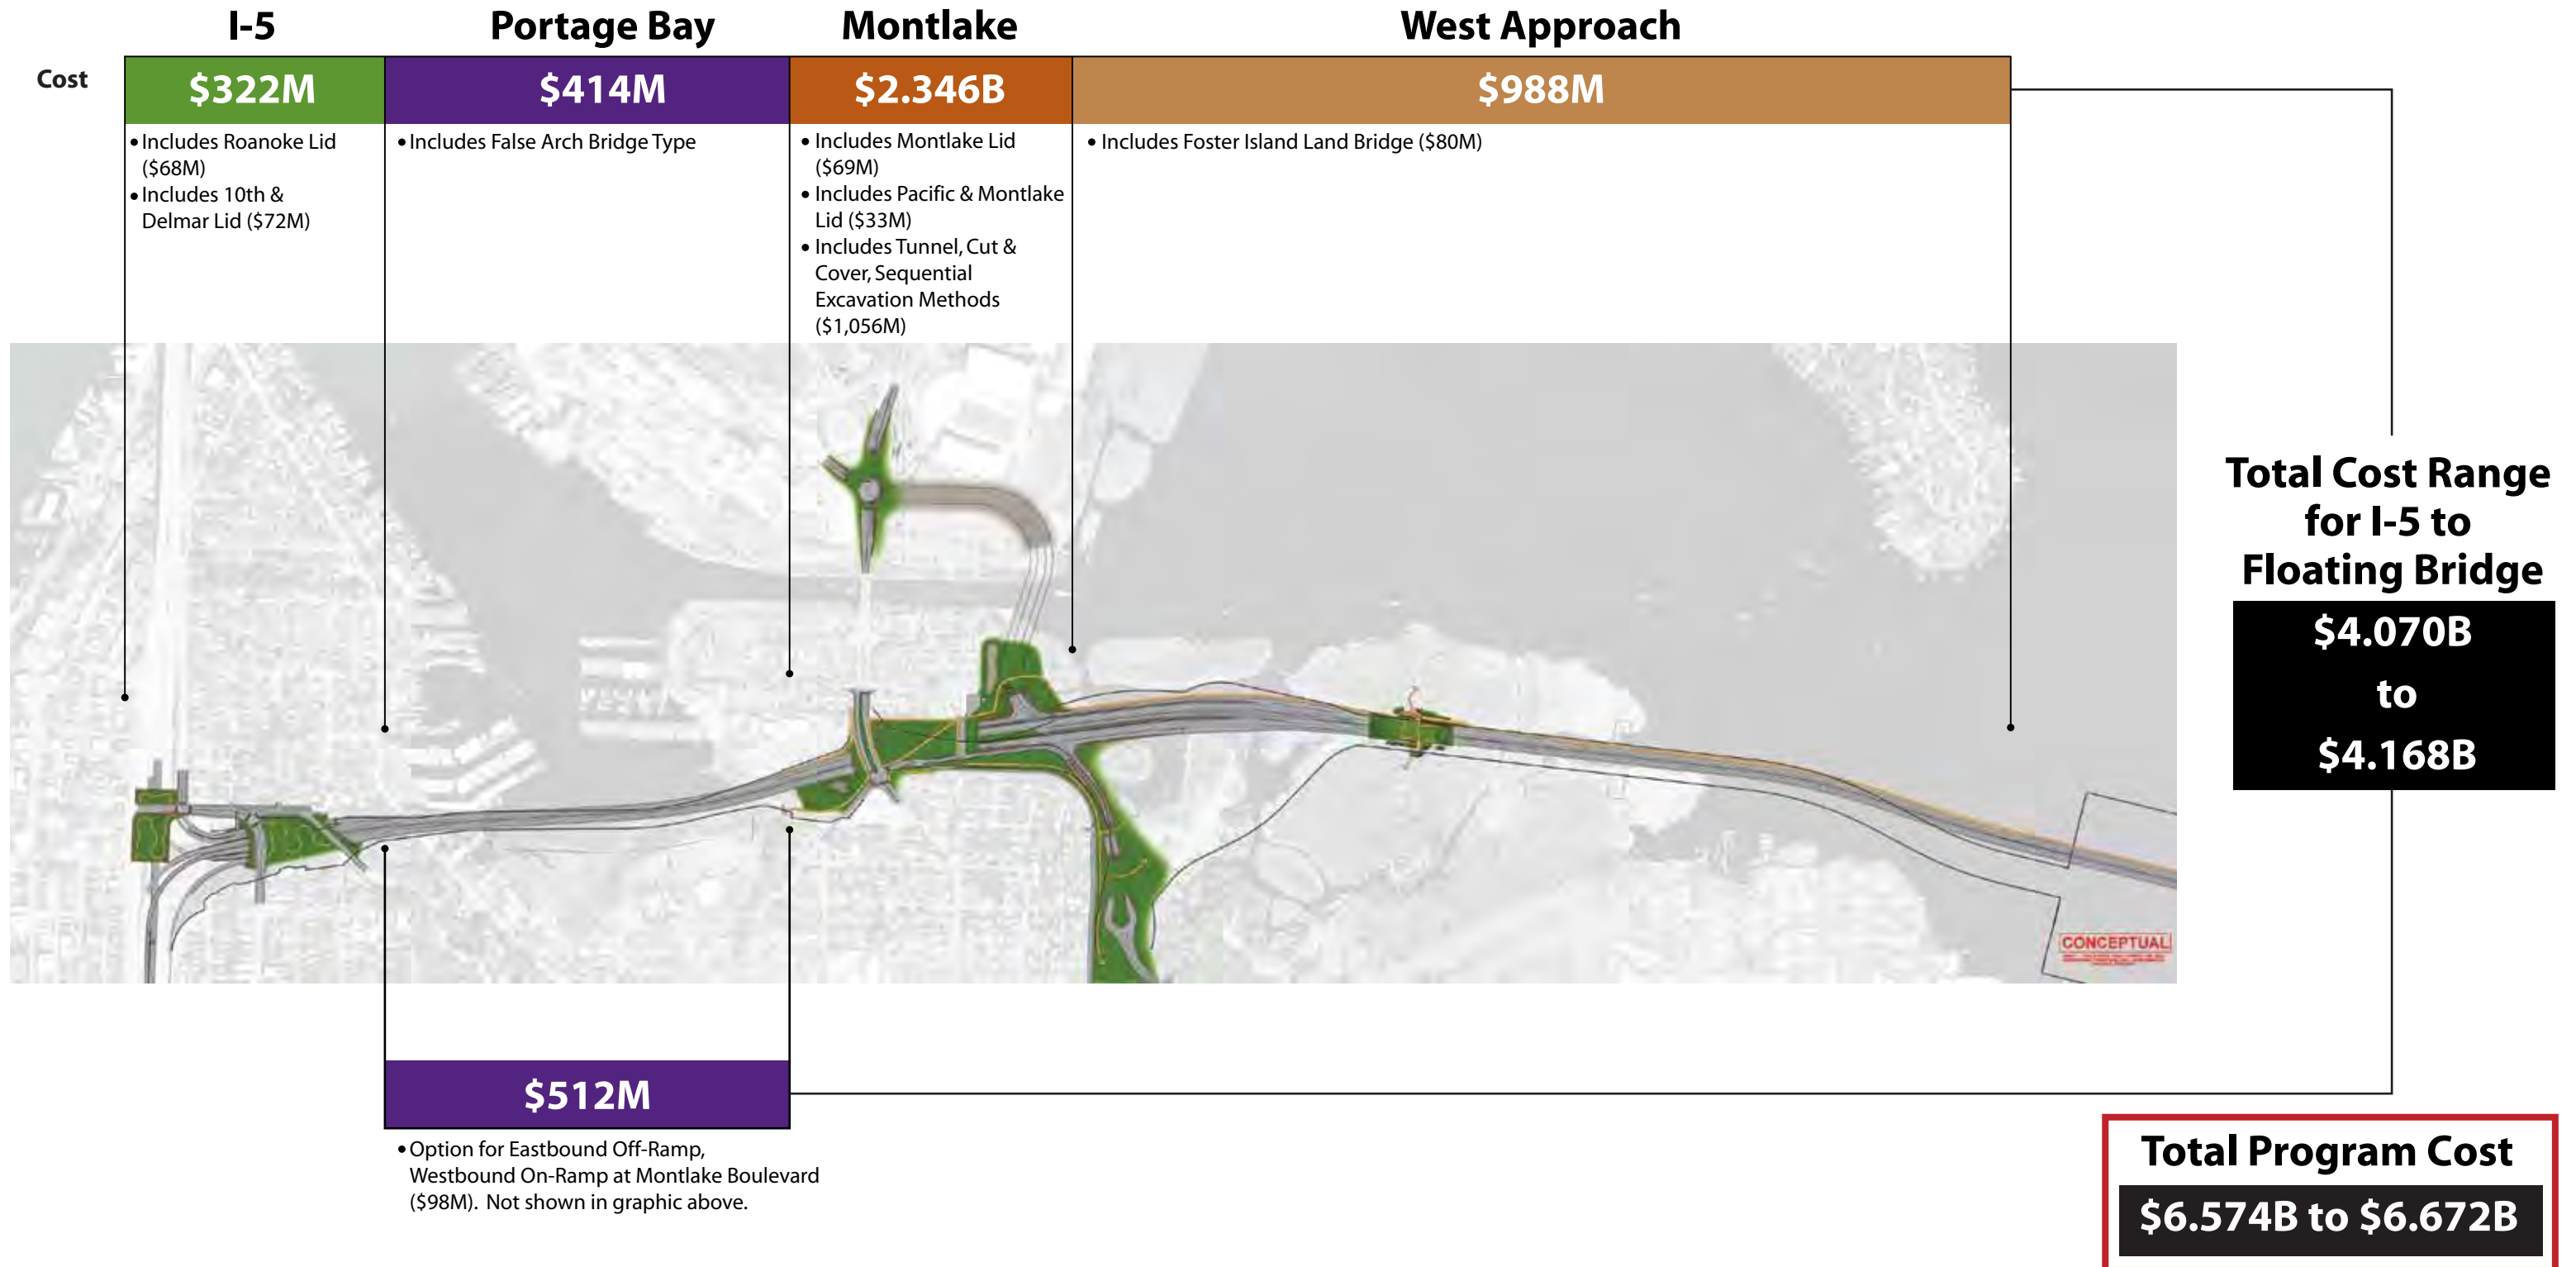 I-5
Portage Bay
Montlake
West Approach
Cost
$322M
$414M
$2.346B
$988M
• Includes Roanoke Lid
($68M)
• Includes 10th &
Delmar Lid ($72M)
• Includes False Arch Bridge Type
• Includes Montlake Lid
($69M)
• Includes Pacific & Montlake
Lid ($33M)
• Includes Tunnel, Cut &
Cover, Sequential
Excavation Methods
($1,056M)
• Includes Foster Island Land Bridge ($80M)
Total Cost Range
for I-5 to
Floating Bridge
$4.070B
to
$4.168B
CONCEPTUAL
$512M
• Option for Eastbound Off-Ramp,
Westbound On-Ramp at Montlake Boulevard
($98M). Not shown in graphic above.
Total Program Cost
$6.574B to $6.672B